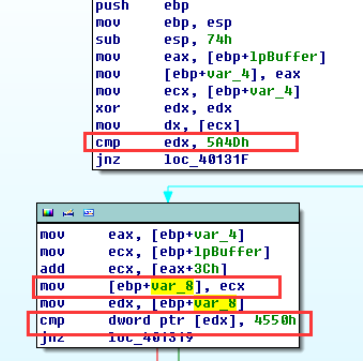 push ebp
mov ebp, esp
sub esp, 74h
mov eax, [ebp+lpBuffer]
mov [ebp+var_4], eax
mov ecx, [ebp+var_4]
xor edx, edx
mov dx, [ecx]
cmp edx, 5A4Dh
jnz loc_40131F
mov eax, [ebp+var_4]
mov ecx, [ebp+lpBuffer]
add ecx, [eax+3Ch]
mov [ebp+var_8], ecx
mov edx, [ebp+var_8]
cmp dword ptr [edx], 4550h
jnz loc_401319